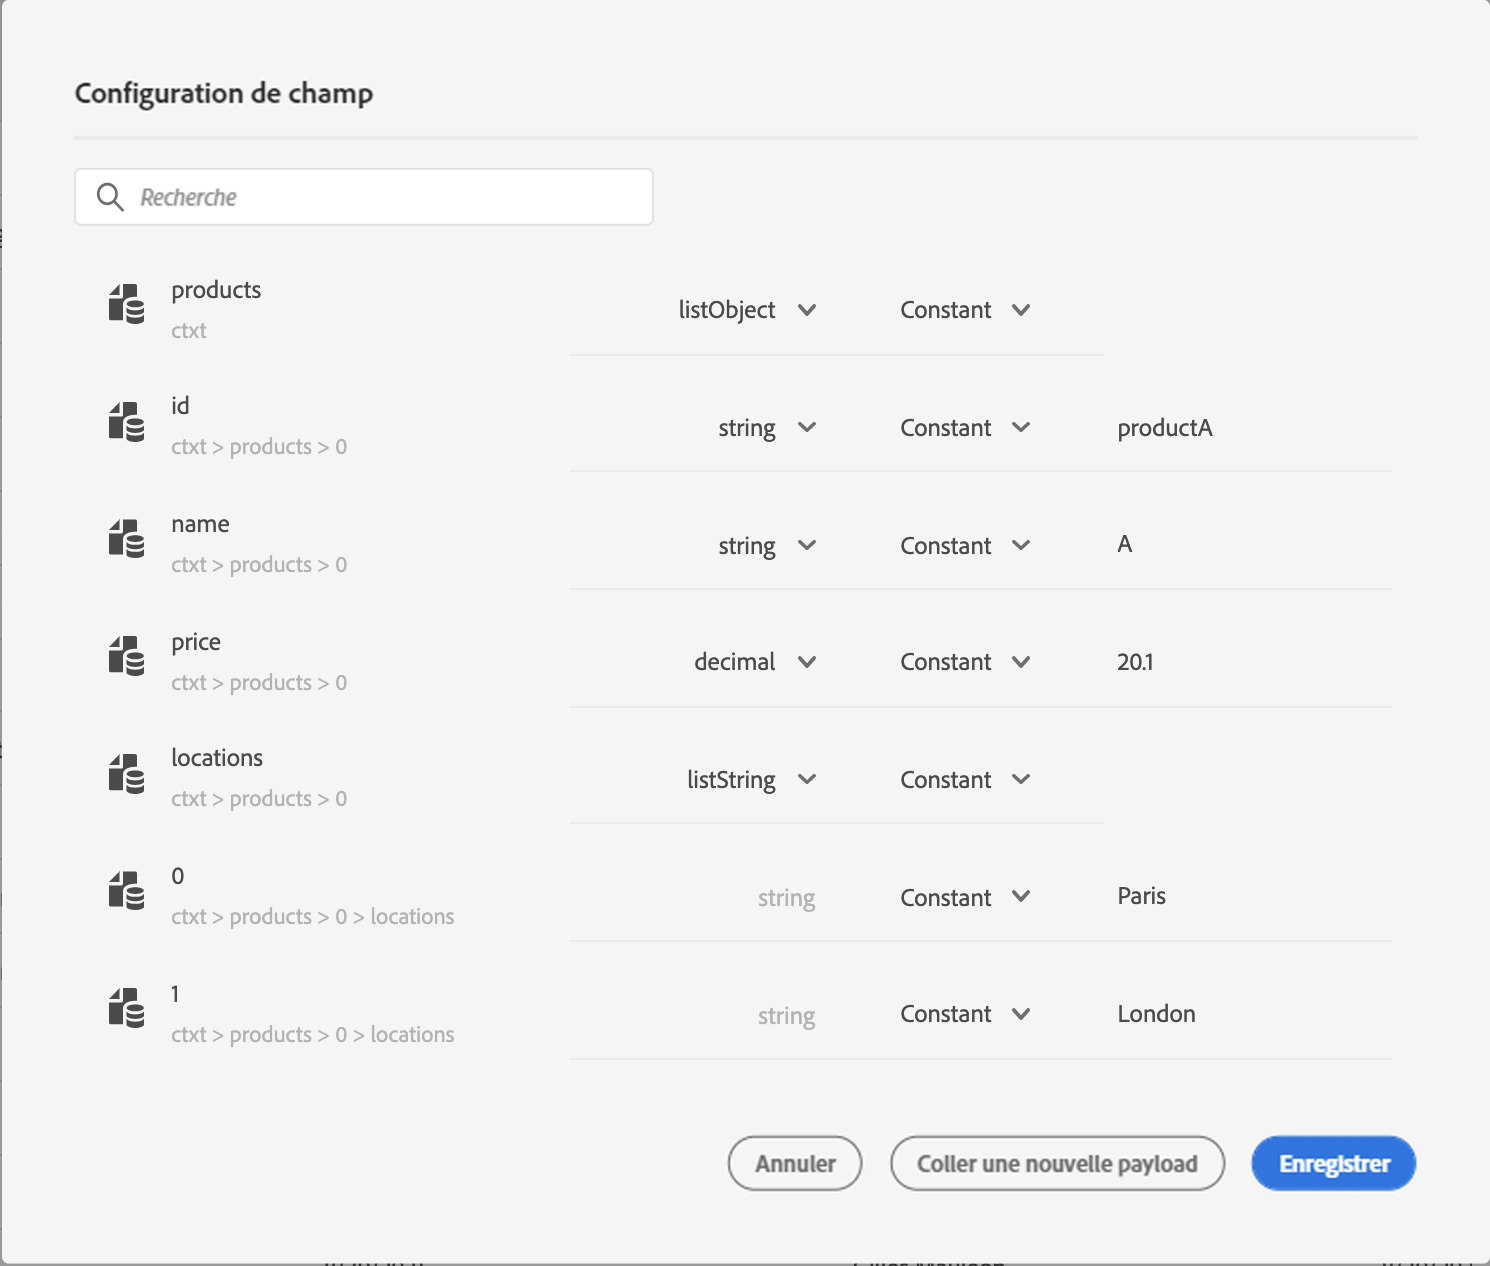 Configuration de champ
Recherche
products
ctxt
listObject
Constant
id
ctxt > products > 0
string
Constant
productA
name
ctxt > products > 0
string
Constant
A
price
ctxt > products > 0
decimal
Constant
20.1
locations
ctxt > products > 0
listString
Constant
0
ctxt > products > 0 > locations
string
Constant
Paris
1
ctxt > products > 0 > locations
string
Constant
London
Annuler
Coller une nouvelle payload
Enregistrer